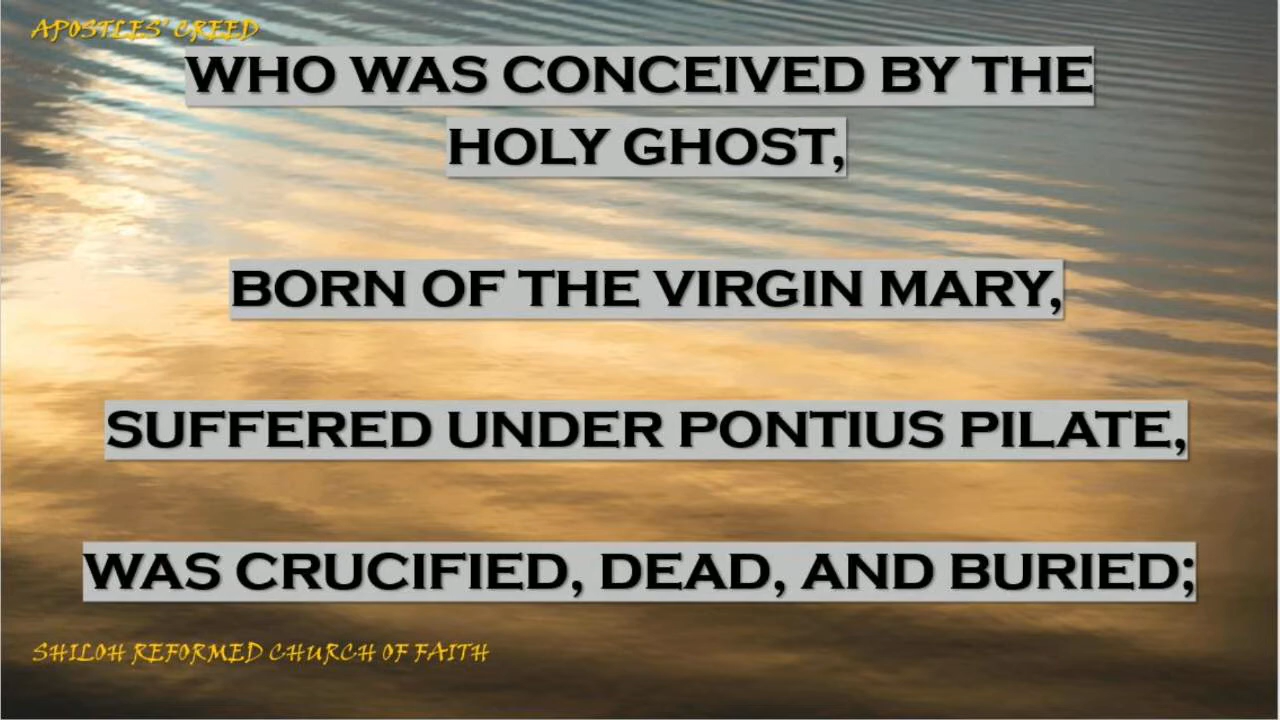 APOSTLES' CREED
WHO WAS CONCEIVED BY THE
HOLY GHOST,
BORN OF THE VIRGIN MARY,
SUFFERED UNDER PONTIUS PILATE,
WAS CRUCIFIED, DEAD, AND BURIED;
SHILOH REFORMED CHURCH OF FAITH